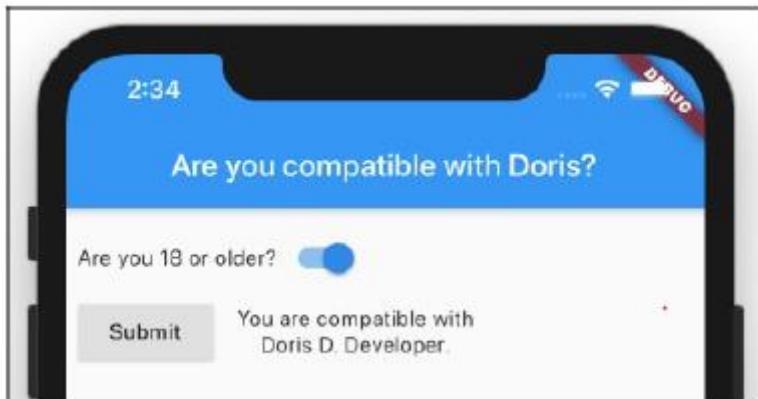 2:34
DEBUG
Are you compatible with Doris?
Are you 18 or older?
Submit
You are compatible with
Doris D. Developer.